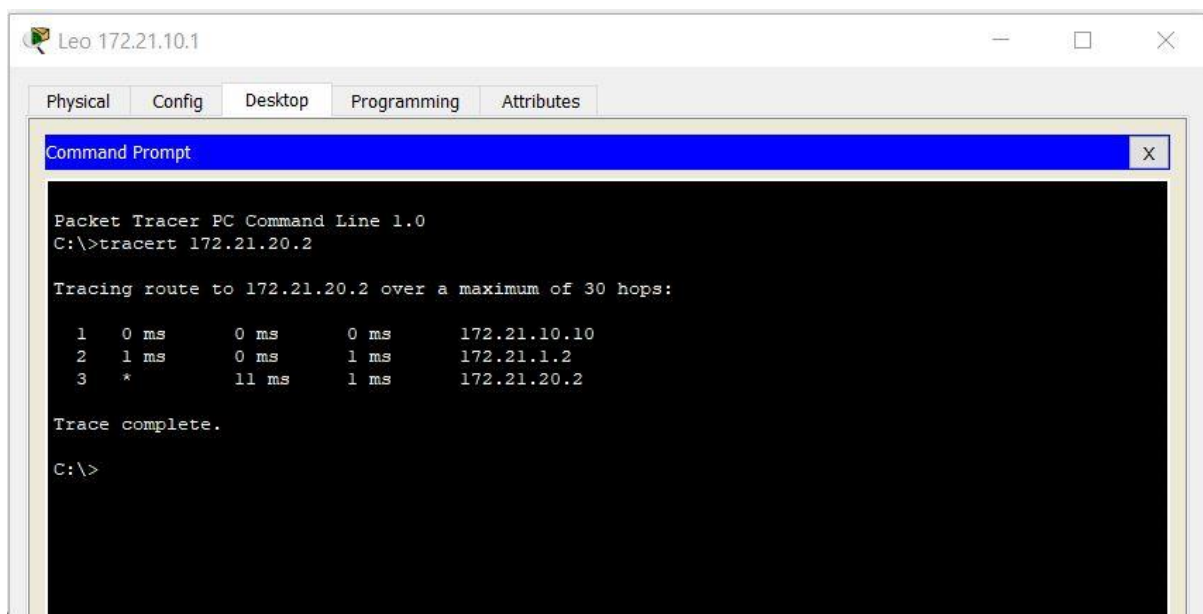 Leo 172.21.10.1
Physical Config Desktop Programming Attributes
Command Prompt X
Packet Tracer PC Command Line 1.0
C:\>tracert 172.21.20.2
Tracing route to 172.21.20.2 over a maximum of 30 hops:
1 0 ms 0 ms 0 ms 172.21.10.10
2 1 ms 0 ms 1 ms 172.21.1.2
3 * 11 ms 1 ms 172.21.20.2
Trace complete.
C:\>